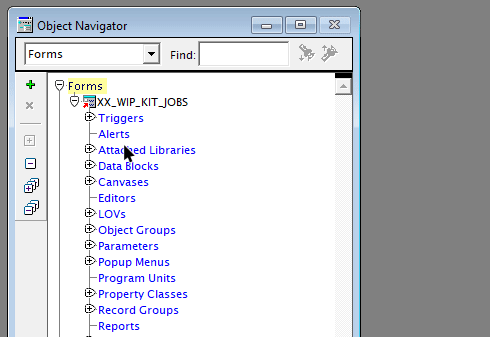 Object Navigator
Forms Find:
Forms
XX_WIP_KIT_JOBS
Triggers
Alerts
Attached Libraries
Data Blocks
Canvases
Editors
LOVs
Object Groups
Parameters
Popup Menus
Program Units
Property Classes
Record Groups
Reports